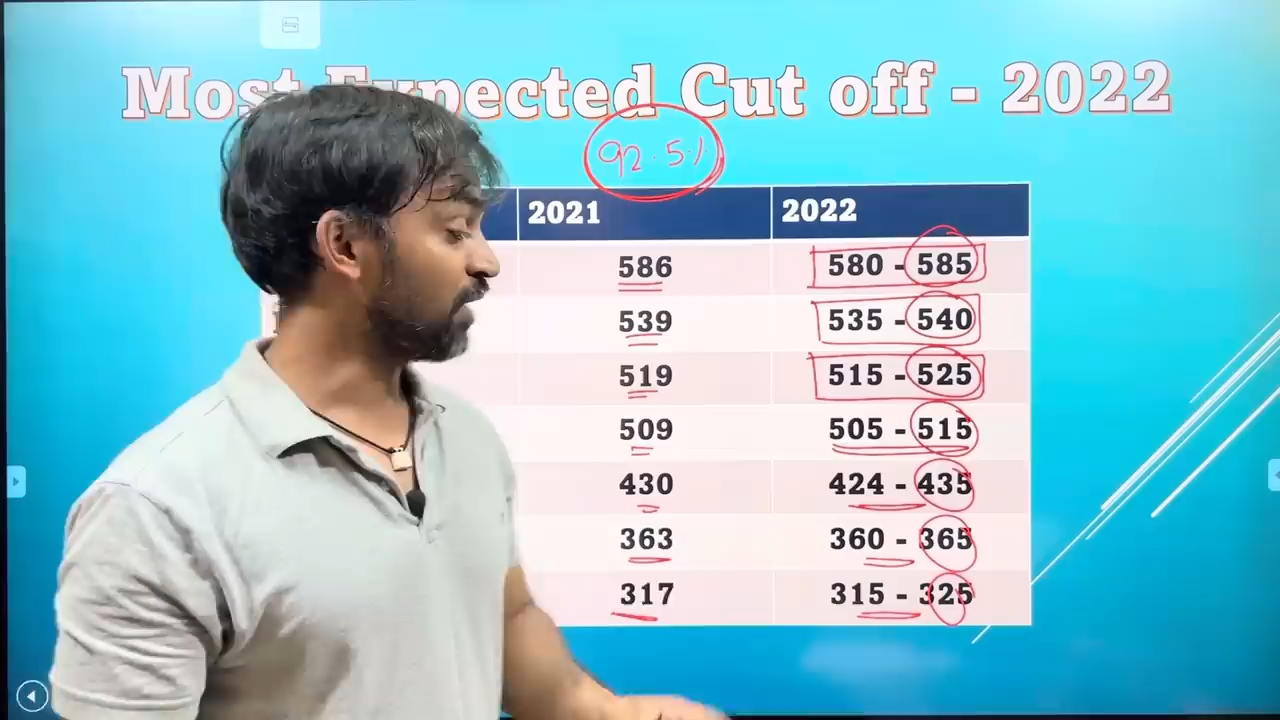 Most Expected Cut off - 2022
92.5%
2021 2022
586 580 - 585
539 535 - 540
519 515 - 525
509 505 - 515
430 424 - 435
363 360 - 365
317 315 - 325